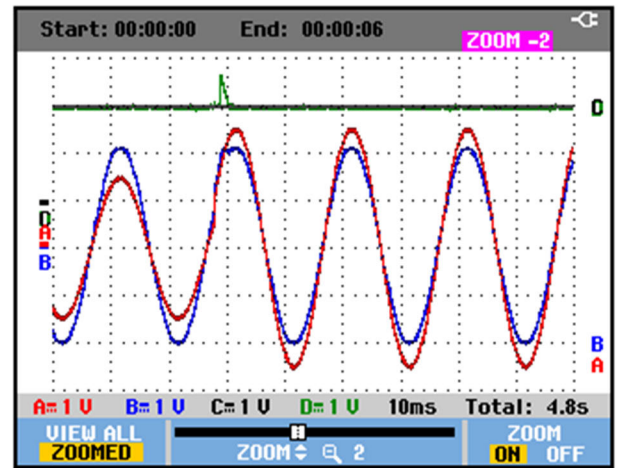 Start: 00:00:00 End: 00:00:06
ZOOM -2
D
D
A
B
B
A
A= 1 V B= 1 V C= 1 V D= 1 V 10ms Total: 4.8s
VIEW ALL ZOOM
ZOOMED ZOOM 2 ON OFF